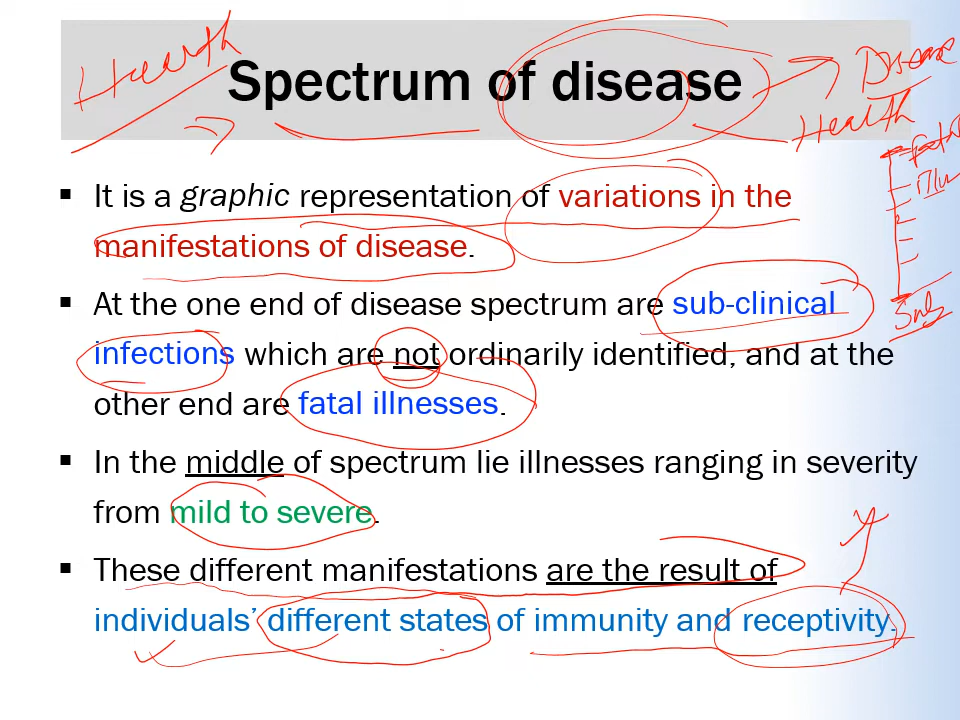 Health
Spectrum of disease
Disease
Health
▪ It is a graphic representation of variations in the
manifestations of disease.
▪ At the one end of disease spectrum are sub-clinical
infections which are not ordinarily identified, and at the
other end are fatal illnesses.
▪ In the middle of spectrum lie illnesses ranging in severity
from mild to severe.
▪ These different manifestations are the result of
individuals’ different states of immunity and receptivity.